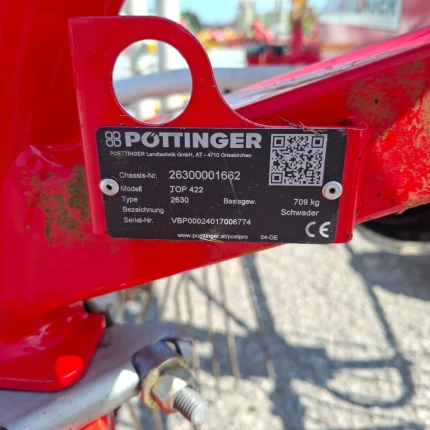 PÖTTINGER
POETTINGER Landtechnik GmbH, AT - 4710 Grieskirchen
Chassis-Nr. 26300001662
Modell TOP 422
Type 2630 Basisgew. 709 kg
Bezeichnung Schwader
Serial-Nr. VBP00024017006774
www.poettinger.at/poetpro 04-DE CE